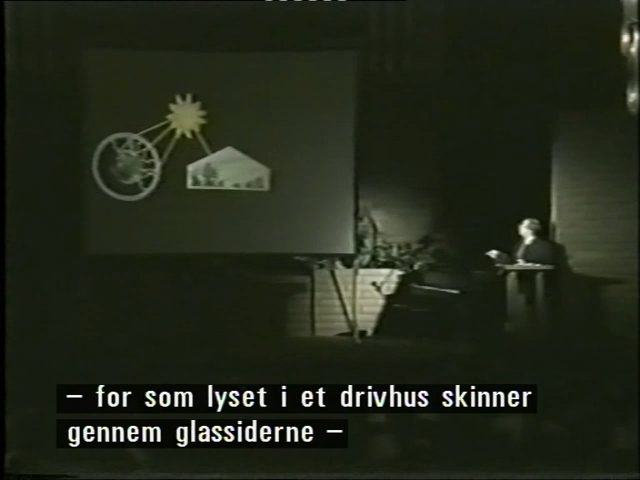 – for som lyset i et drivhus skinner
gennem glassiderne –